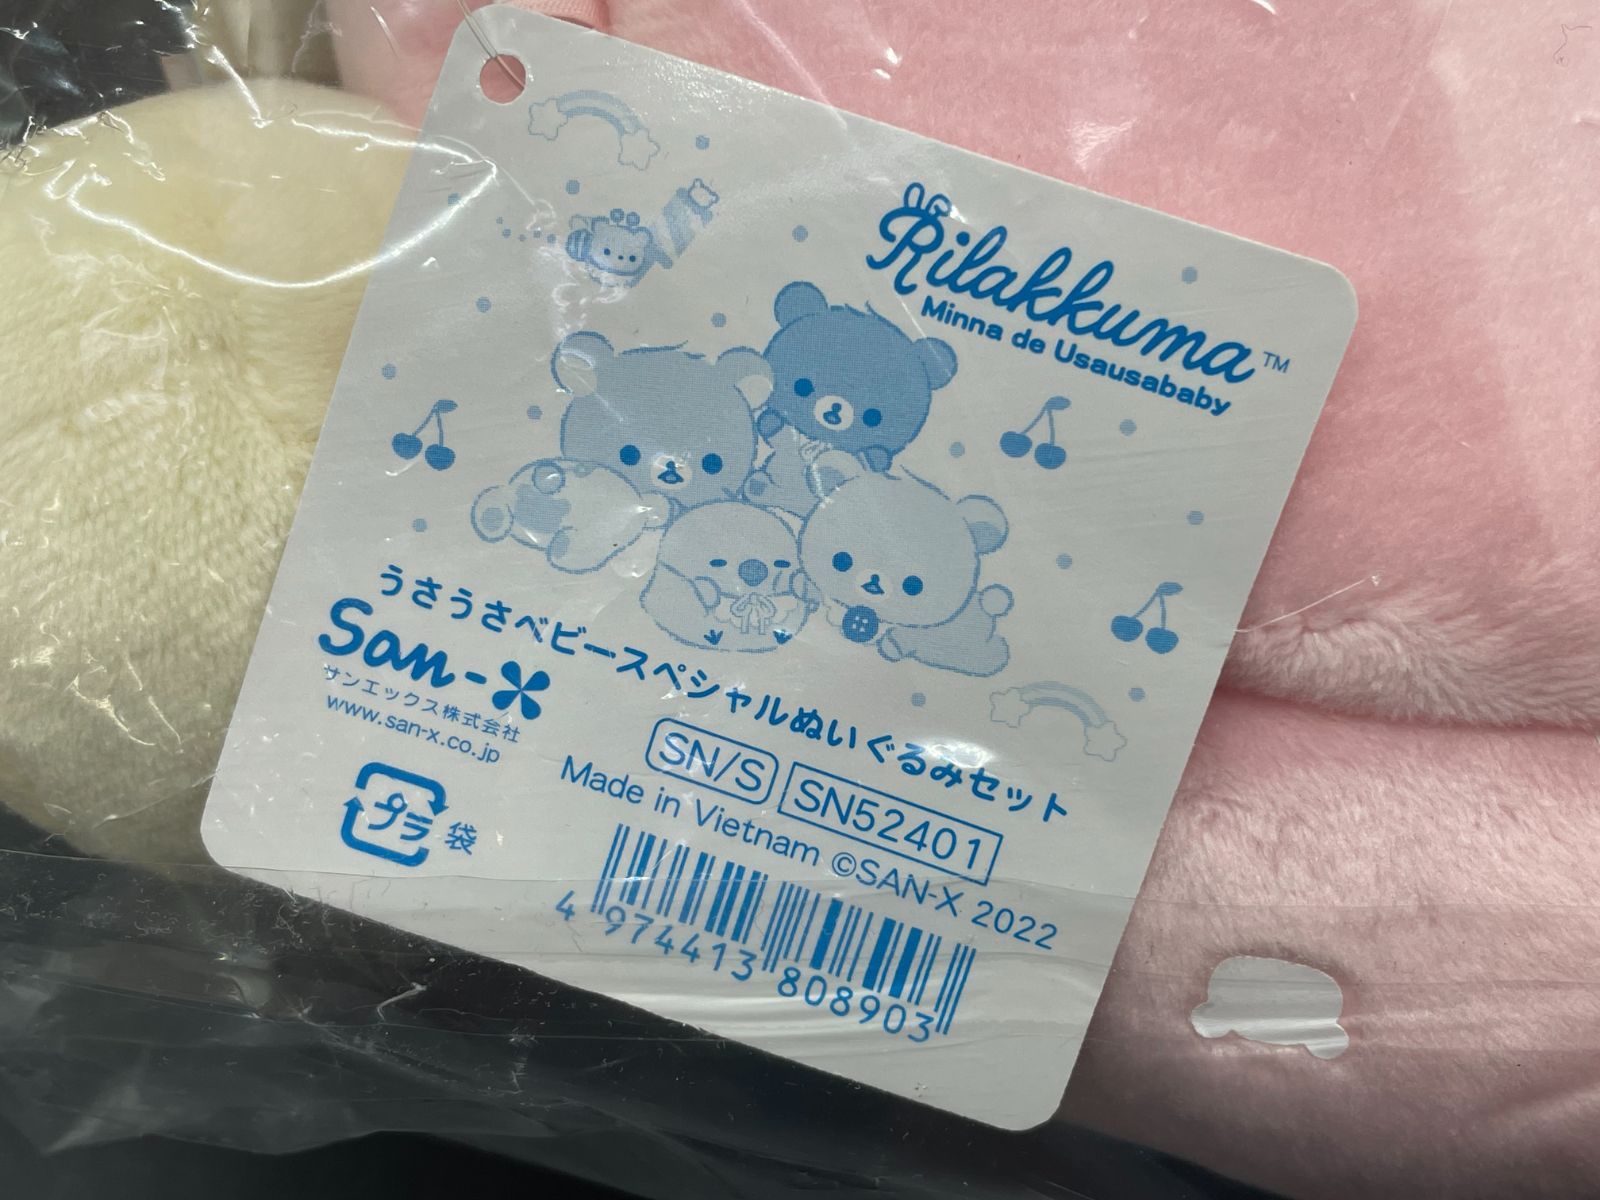 Rilakkuma™
Minna de Usausababy
うさうさベビースペシャルぬいぐるみセット
San-X
サンエックス株式会社
www.san-x.co.jp
SN/S SN52401
Made in Vietnam ©SAN-X 2022
プラ 袋
4 974413 808903